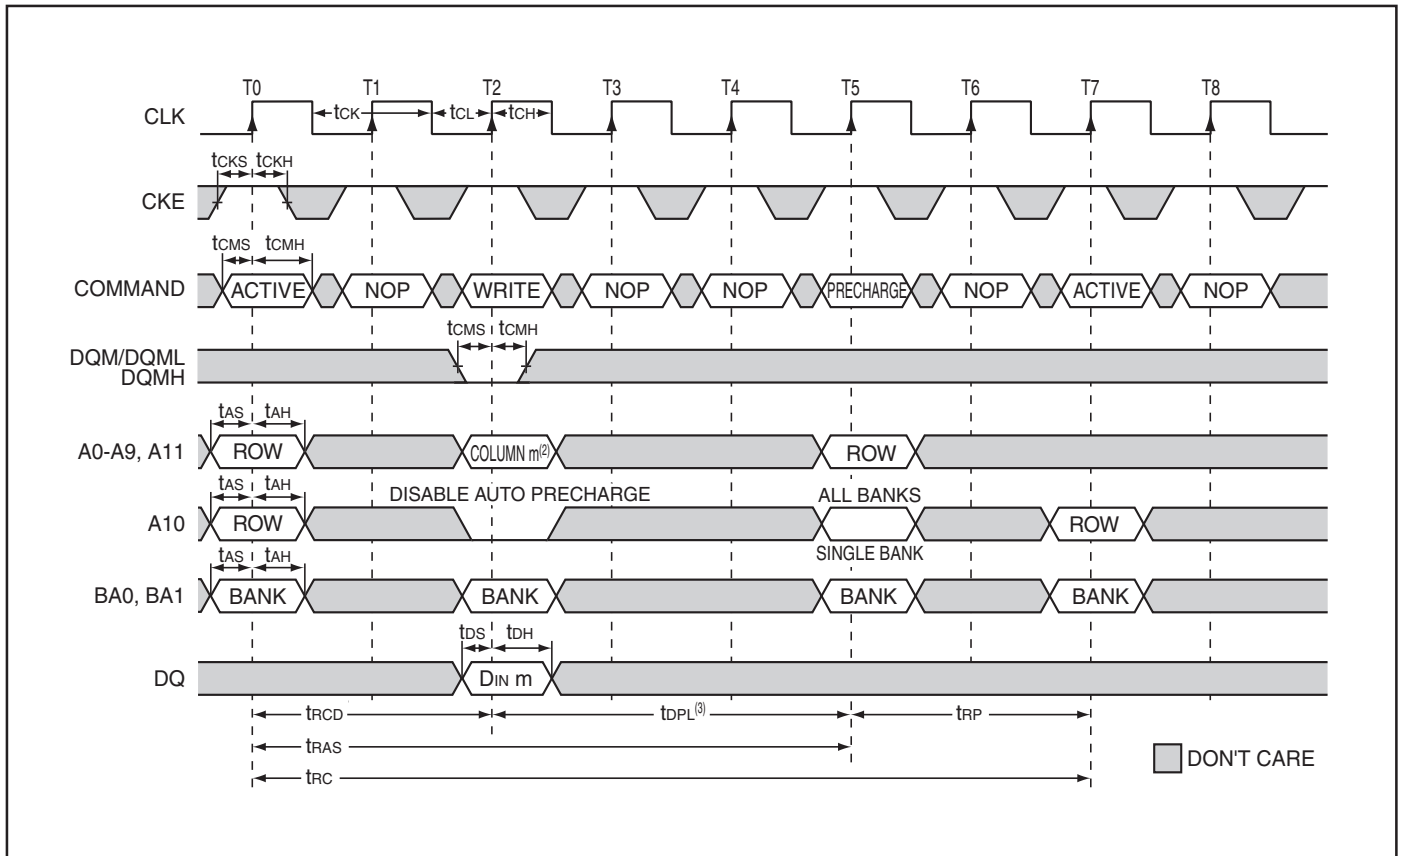 T0 T1 T2 T3 T4 T5 T6 T7 T8
CLK tCK tCL tCH
tCKS tCKH
CKE
tCMS tCMH
COMMAND ACTIVE NOP WRITE NOP NOP PRECHARGE NOP ACTIVE NOP
tCMS tCMH
DQM/DQML
DQMH
tAS tAH
A0-A9, A11 ROW COLUMN m(2) ROW
tAS tAH DISABLE AUTO PRECHARGE ALL BANKS
A10 ROW ROW
tAS tAH SINGLE BANK
BA0, BA1 BANK BANK BANK BANK
tDS tDH
DQ DIN m
tRCD tDPL(3) tRP
tRAS
DON'T CARE
tRC